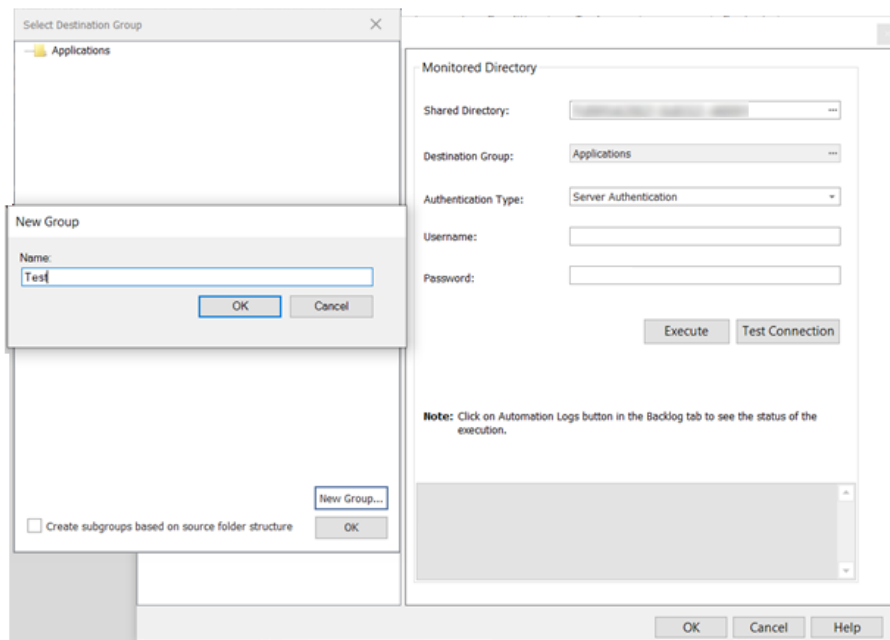 Select Destination Group
Applications
New Group
Name:
Test
OK
Cancel
New Group...
Create subgroups based on source folder structure
OK
Monitored Directory
Shared Directory:
...
Destination Group:
Applications
...
Authentication Type:
Server Authentication
Username:
Password:
Execute
Test Connection
Note: Click on Automation Logs button in the Backlog tab to see the status of the
execution.
OK
Cancel
Help